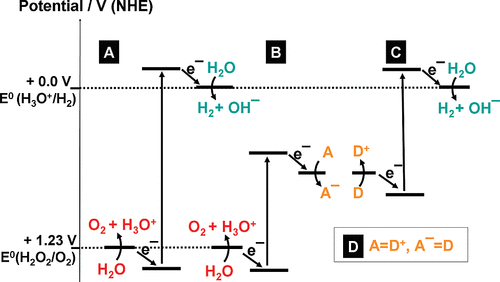 Potential / V (NHE)
A
B
C
e⁻
H₂O
e⁻
H₂O
+ 0.0 V
E⁰ (H₃O⁺/H₂)
H₂ + OH⁻
H₂ + OH⁻
e⁻
A
D⁺
e⁻
A⁻
D
O₂ + H₃O⁺
O₂ + H₃O⁺
+ 1.23 V
E⁰(H₂O₂/O₂)
e⁻
e⁻
H₂O
H₂O
D
A=D⁺, A⁻=D